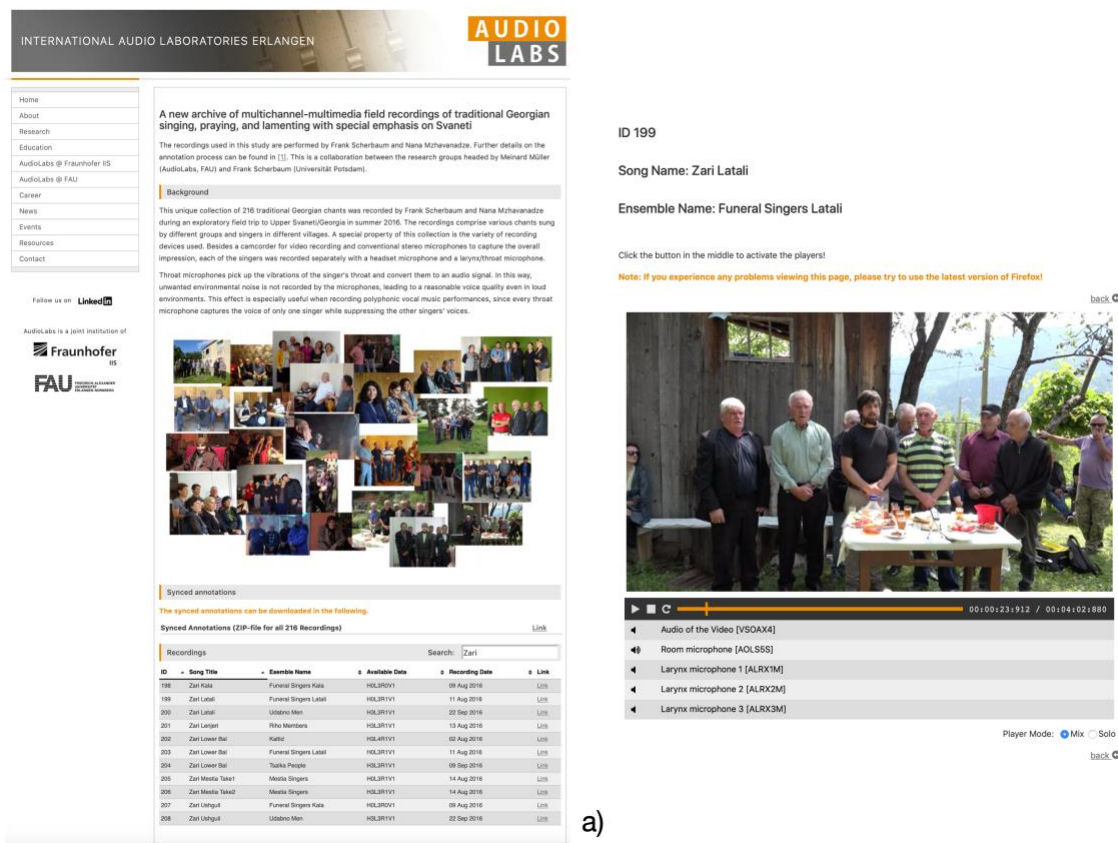 INTERNATIONAL AUDIO LABORATORIES ERLANGEN
AUDIO
LABS
Home
About
Research
Education
AudioLabs @ Fraunhofer IIS
AudioLabs @ FAU
Career
News
Events
Resources
Contact
Follow us on LinkedIn
AudioLabs is a joint institution of
Fraunhofer
IIS
FAU FRIEDRICH-ALEXANDER
UNIVERSITÄT
ERLANGEN-NÜRNBERG
A new archive of multichannel-multimedia field recordings of traditional Georgian
singing, praying, and lamenting with special emphasis on Svaneti
The recordings used in this study are performed by Frank Scherbaum and Nana Mzhavanadze. Further details on the
annotation process can be found in [1]. This is a collaboration between the research groups headed by Meinard Müller
(AudioLabs, FAU) and Frank Scherbaum (Universität Potsdam).
Background
This unique collection of 216 traditional Georgian chants was recorded by Frank Scherbaum and Nana Mzhavanadze
during an exploratory field trip to Upper Svaneti/Georgia in summer 2016. The recordings comprise various chants sung
by different groups and singers in different villages. A special property of this collection is the variety of recording
devices used. Besides a camcorder for video recording and conventional stereo microphones to capture the overall
impression, each of the singers was recorded separately with a headset microphone and a larynx/throat microphone.
Throat microphones pick up the vibrations of the singer's throat and convert them to an audio signal. In this way,
unwanted environmental noise is not recorded by the microphones, leading to a reasonable voice quality even in loud
environments. This effect is especially useful when recording polyphonic vocal music performances, since every throat
microphone captures the voice of only one singer while suppressing the other singers' voices.
Synced annotations
The synced annotations can be downloaded in the following.
Synced Annotations (ZIP-file for all 216 Recordings) Link
Recordings Search: Zari
ID Song Title Esemble Name Available Data Recording Date Link
198 Zari Kala Funeral Singers Kala H0L3R0V1 09 Aug 2016 Link
199 Zari Latali Funeral Singers Latali H0L3R1V1 11 Aug 2016 Link
200 Zari Latali Udabno Men H0L3R1V1 22 Sep 2016 Link
201 Zari Lenjeri Riho Members H0L3R1V1 13 Aug 2016 Link
202 Zari Lower Bal Kaltid H0L4R1V1 02 Aug 2016 Link
203 Zari Lower Bal Funeral Singers Latali H0L3R1V1 11 Aug 2016 Link
204 Zari Lower Bal Tsalka People H0L3R1V1 09 Sep 2016 Link
205 Zari Mestia Take1 Mestia Singers H0L3R1V1 14 Aug 2016 Link
206 Zari Mestia Take2 Mestia Singers H0L3R1V1 14 Aug 2016 Link
207 Zari Ushguli Funeral Singers Kala H0L3R0V1 09 Aug 2016 Link
208 Zari Ushguli Udabno Men H0L3R1V1 22 Sep 2016 Link
a)
ID 199
Song Name: Zari Latali
Ensemble Name: Funeral Singers Latali
Click the button in the middle to activate the players!
Note: If you experience any problems viewing this page, please try to use the latest version of Firefox!
back
00:00:23:912 / 00:04:02:880
Audio of the Video [VSOAX4]
Room microphone [AOLS5S]
Larynx microphone 1 [ALRX1M]
Larynx microphone 2 [ALRX2M]
Larynx microphone 3 [ALRX3M]
Player Mode: Mix Solo
back